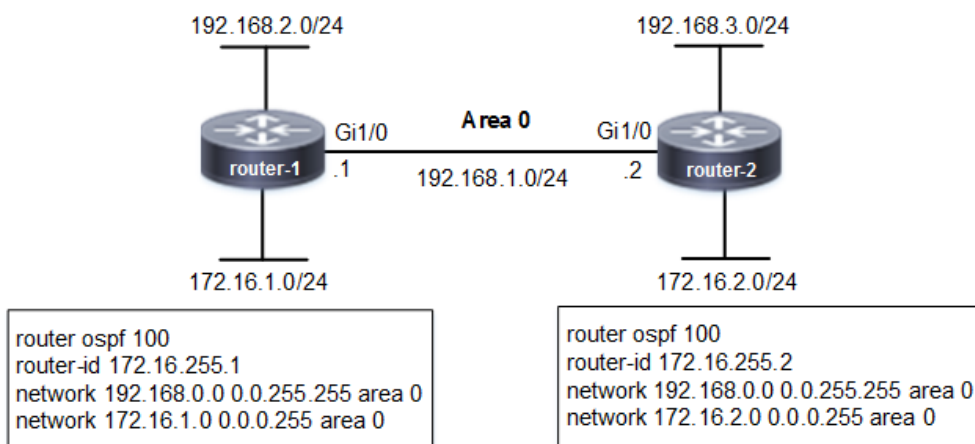 192.168.2.0/24
192.168.3.0/24
Gi1/0
Area 0
Gi1/0
router-1
.1
192.168.1.0/24
.2
router-2
172.16.1.0/24
172.16.2.0/24
router ospf 100
router-id 172.16.255.1
network 192.168.0.0 0.0.255.255 area 0
network 172.16.1.0 0.0.0.255 area 0
router ospf 100
router-id 172.16.255.2
network 192.168.0.0 0.0.255.255 area 0
network 172.16.2.0 0.0.0.255 area 0